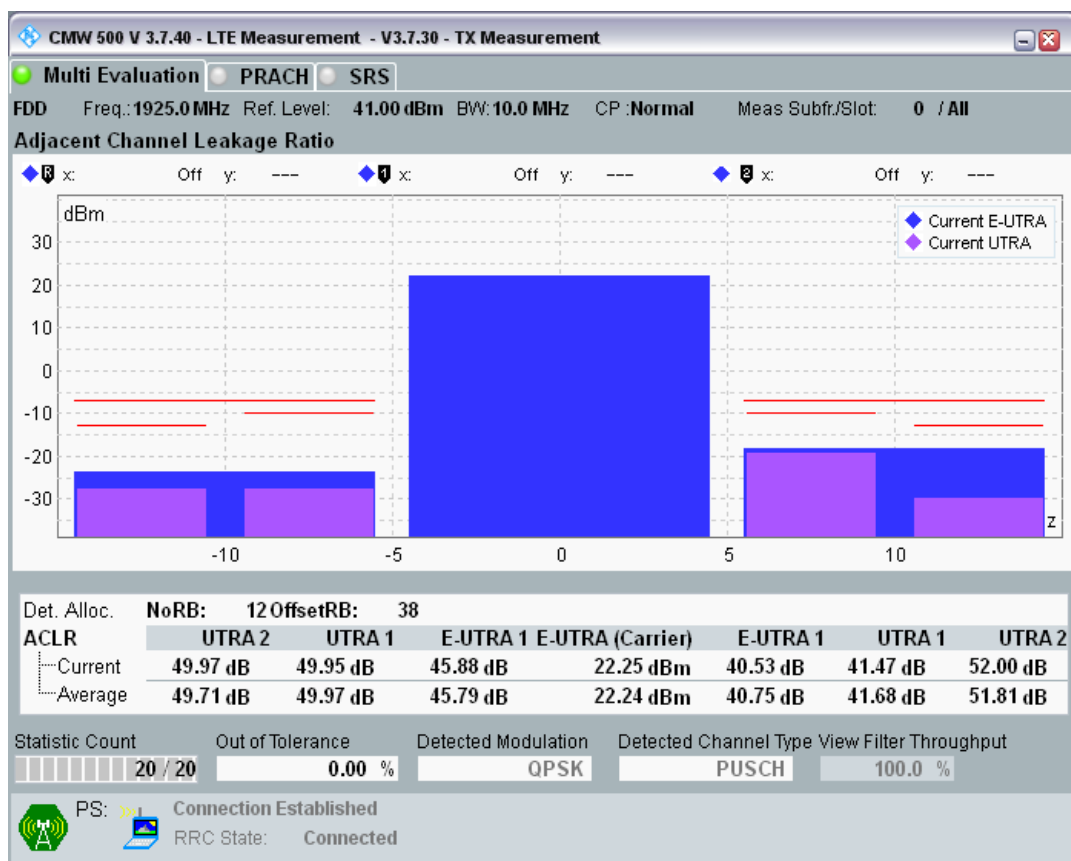 CMW 500 V 3.7.40 - LTE Measurement - V3.7.30 - TX Measurement
Multi Evaluation PRACH SRS
FDD Freq.: 1925.0 MHz Ref. Level: 41.00 dBm BW: 10.0 MHz CP : Normal Meas Subfr./Slot: 0 / All
Adjacent Channel Leakage Ratio
R x: Off y: --- 1 x: Off y: --- 2 x: Off y: ---
dBm
Current E-UTRA
Current UTRA
30
20
10
0
-10
-20
-30
z
-10 -5 0 5 10
Det. Alloc. NoRB: 12 OffsetRB: 38
ACLR UTRA 2 UTRA 1 E-UTRA 1 E-UTRA (Carrier) E-UTRA 1 UTRA 1 UTRA 2
Current 49.97 dB 49.95 dB 45.88 dB 22.25 dBm 40.53 dB 41.47 dB 52.00 dB
Average 49.71 dB 49.97 dB 45.79 dB 22.24 dBm 40.75 dB 41.68 dB 51.81 dB
Statistic Count Out of Tolerance Detected Modulation Detected Channel Type View Filter Throughput
20 / 20 0.00 % QPSK PUSCH 100.0 %
PS: Connection Established
RRC State: Connected